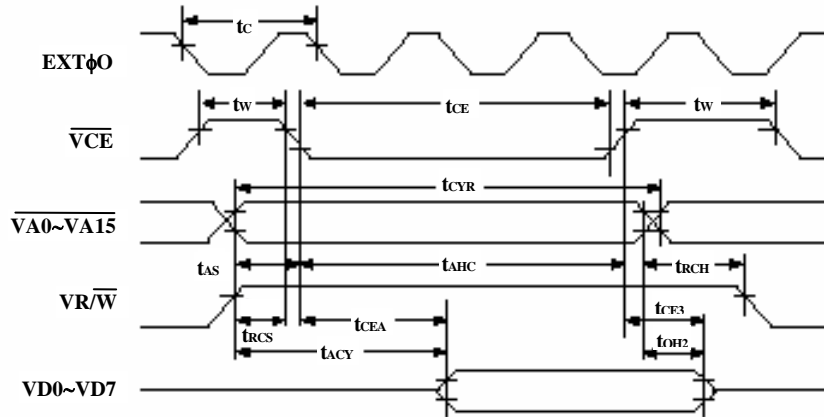 tC
EXTϕO
tW tCE tW
VCE
tCYR
VA0~VA15
tAS tAHC tRCH
VR/W
tRCS tCEA tCE3
tACY tOH2
VD0~VD7